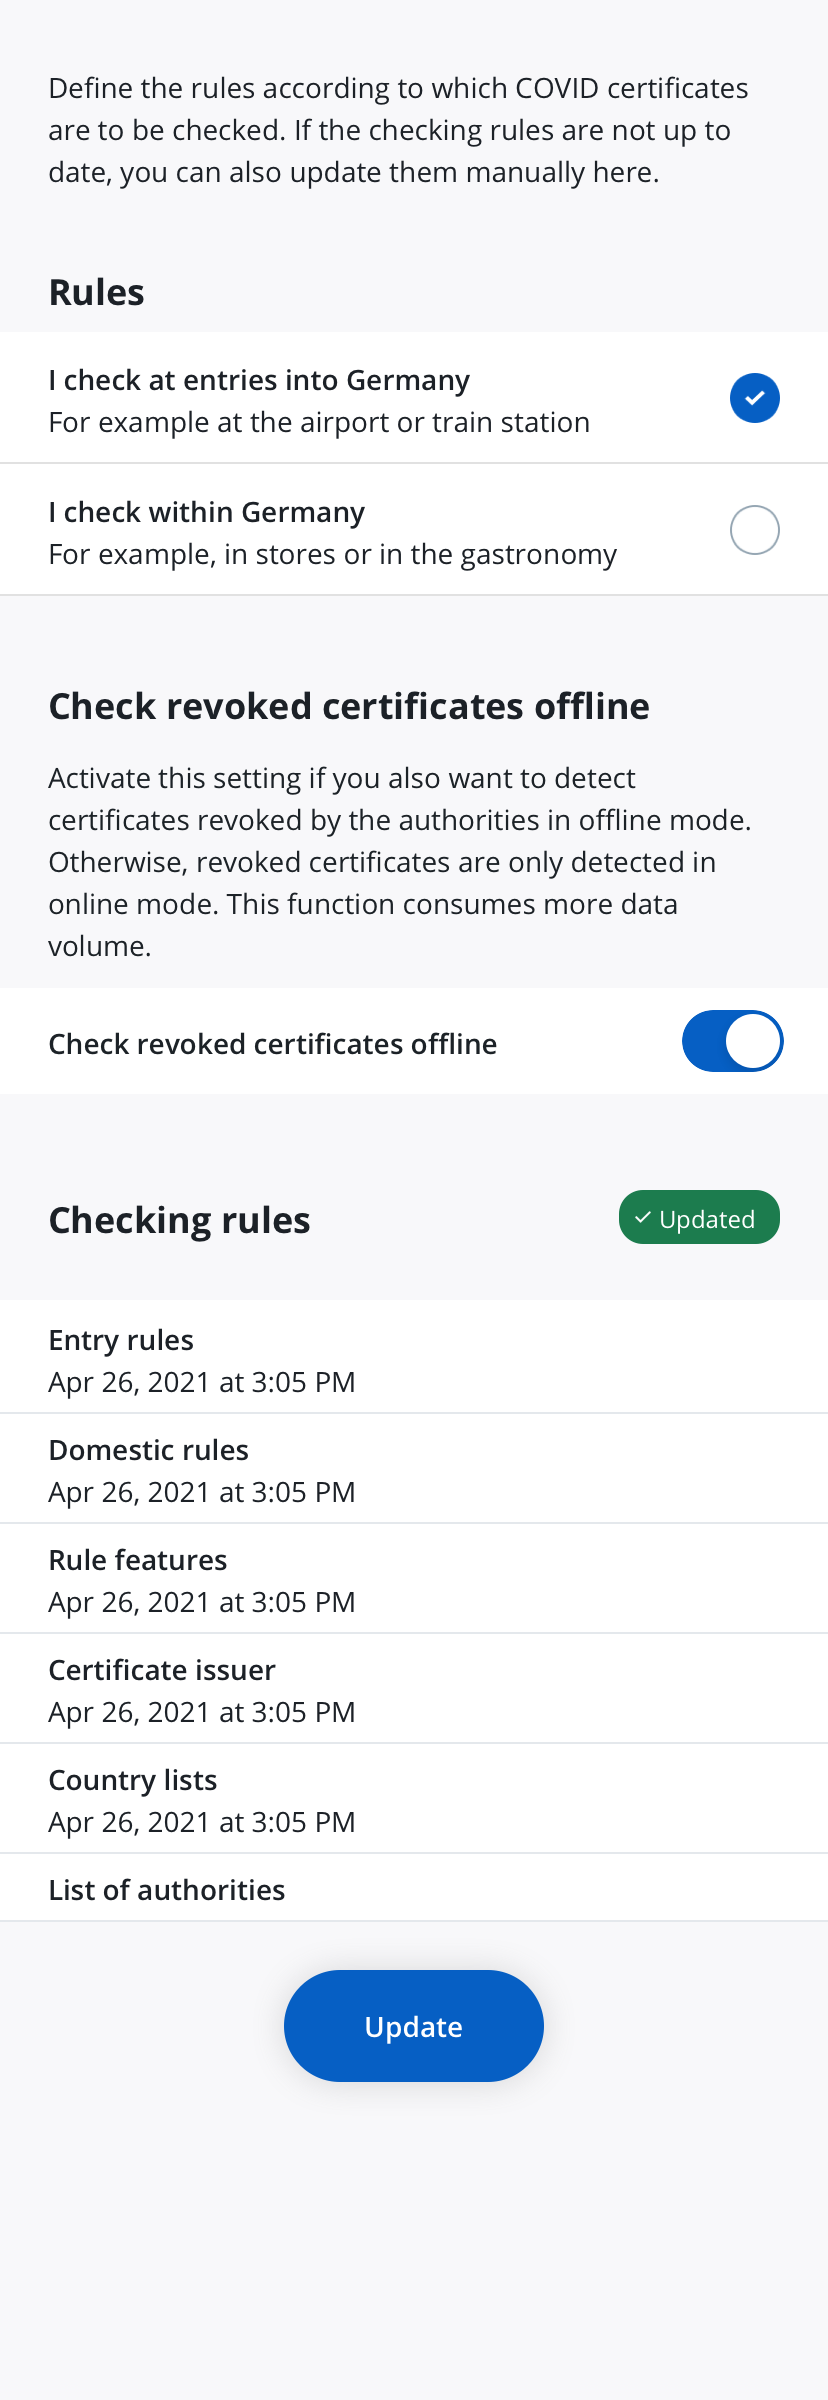 Define the rules according to which COVID certificates
are to be checked. If the checking rules are not up to
date, you can also update them manually here.
Rules
I check at entries into Germany
For example at the airport or train station
I check within Germany
For example, in stores or in the gastronomy
Check revoked certificates offline
Activate this setting if you also want to detect
certificates revoked by the authorities in offline mode.
Otherwise, revoked certificates are only detected in
online mode. This function consumes more data
volume.
Check revoked certificates offline
Checking rules
Updated
Entry rules
Apr 26, 2021 at 3:05 PM
Domestic rules
Apr 26, 2021 at 3:05 PM
Rule features
Apr 26, 2021 at 3:05 PM
Certificate issuer
Apr 26, 2021 at 3:05 PM
Country lists
Apr 26, 2021 at 3:05 PM
List of authorities
Update